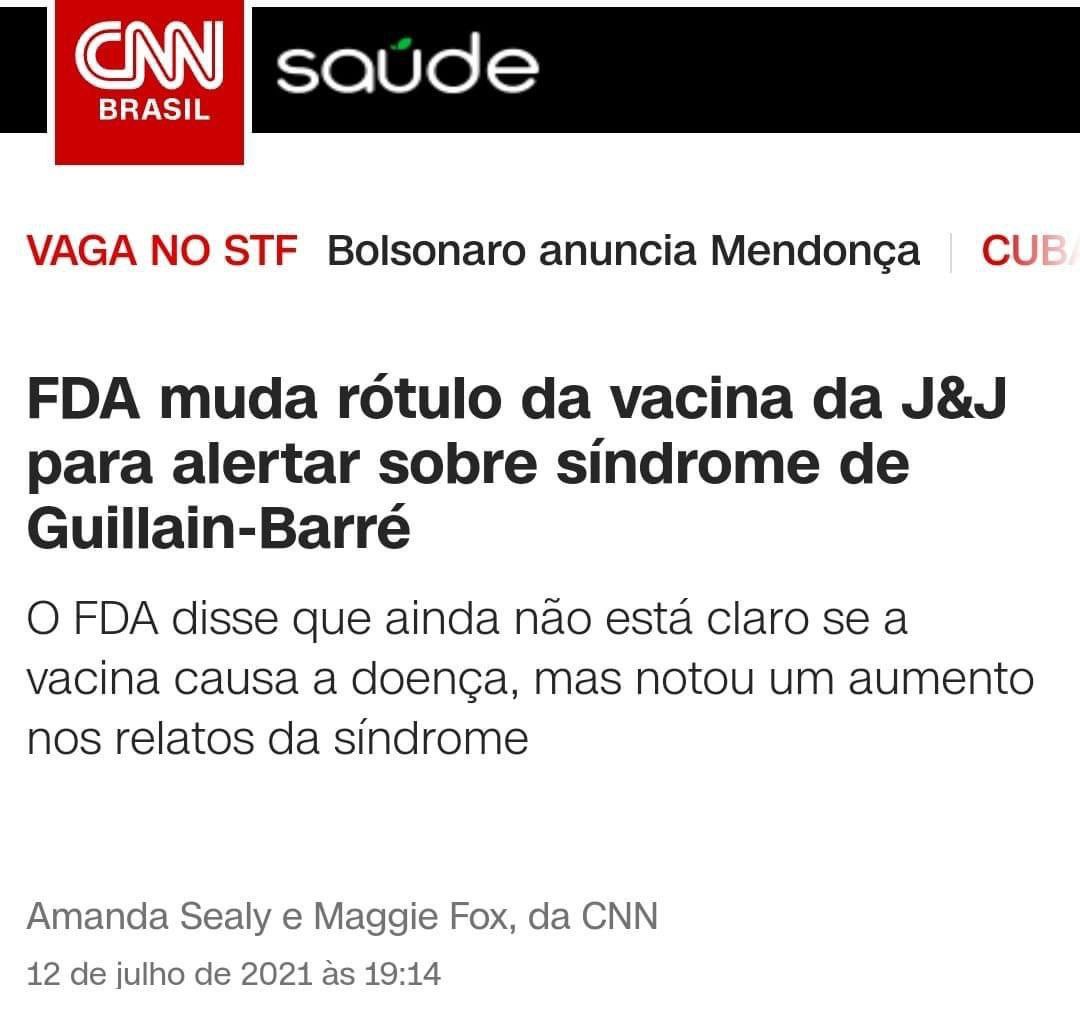 CNN
BRASIL
saúde
VAGA NO STF Bolsonaro anuncia Mendonça
CUBA
FDA muda rótulo da vacina da J&J
para alertar sobre síndrome de
Guillain-Barré
O FDA disse que ainda não está claro se a
vacina causa a doença, mas notou um aumento
nos relatos da síndrome
Amanda Sealy e Maggie Fox, da CNN
12 de julho de 2021 às 19:14